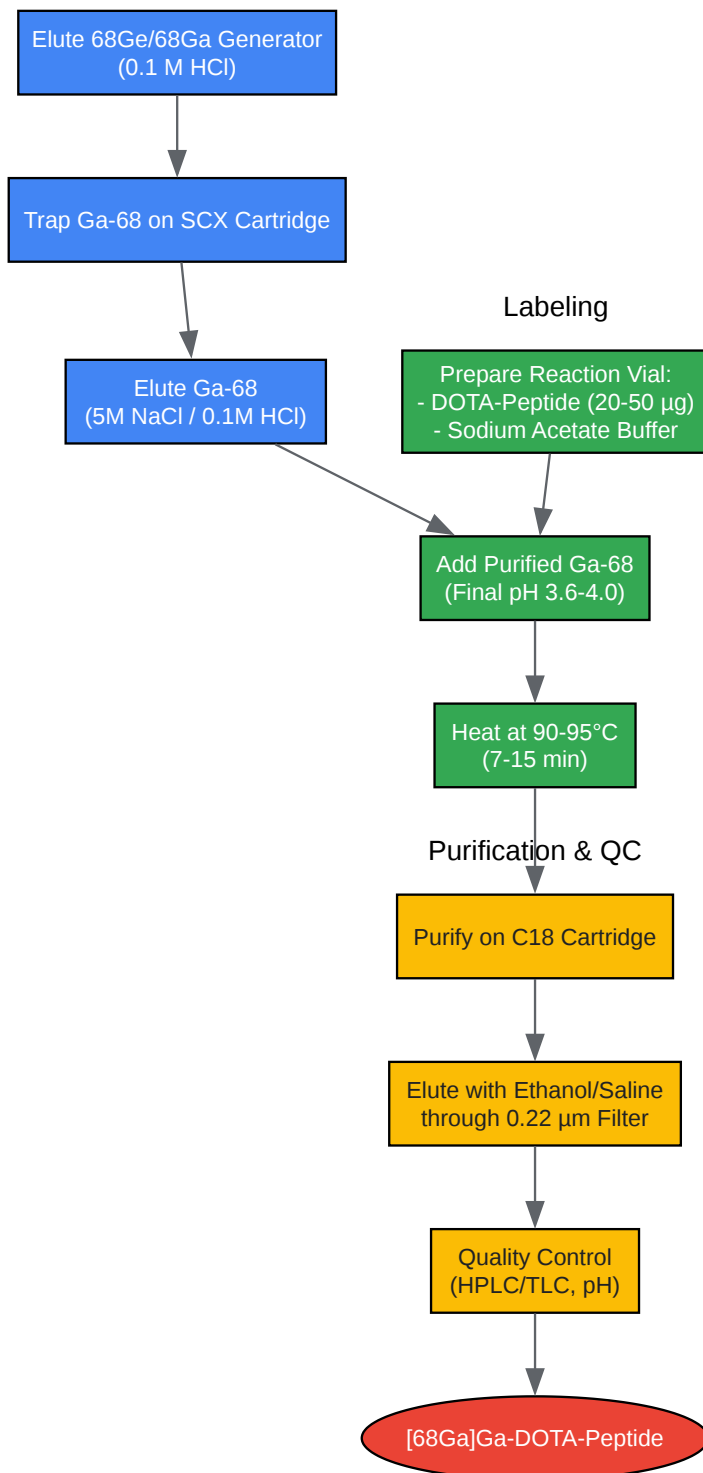 Elute 68Ge/68Ga Generator
(0.1 M HCl)
Trap Ga-68 on SCX Cartridge
Elute Ga-68
(5M NaCl / 0.1M HCl)
Labeling
Prepare Reaction Vial:
- DOTA-Peptide (20-50 µg)
- Sodium Acetate Buffer
Add Purified Ga-68
(Final pH 3.6-4.0)
Heat at 90-95°C
(7-15 min)
Purification & QC
Purify on C18 Cartridge
Elute with Ethanol/Saline
through 0.22 µm Filter
Quality Control
(HPLC/TLC, pH)
[68Ga]Ga-DOTA-Peptide